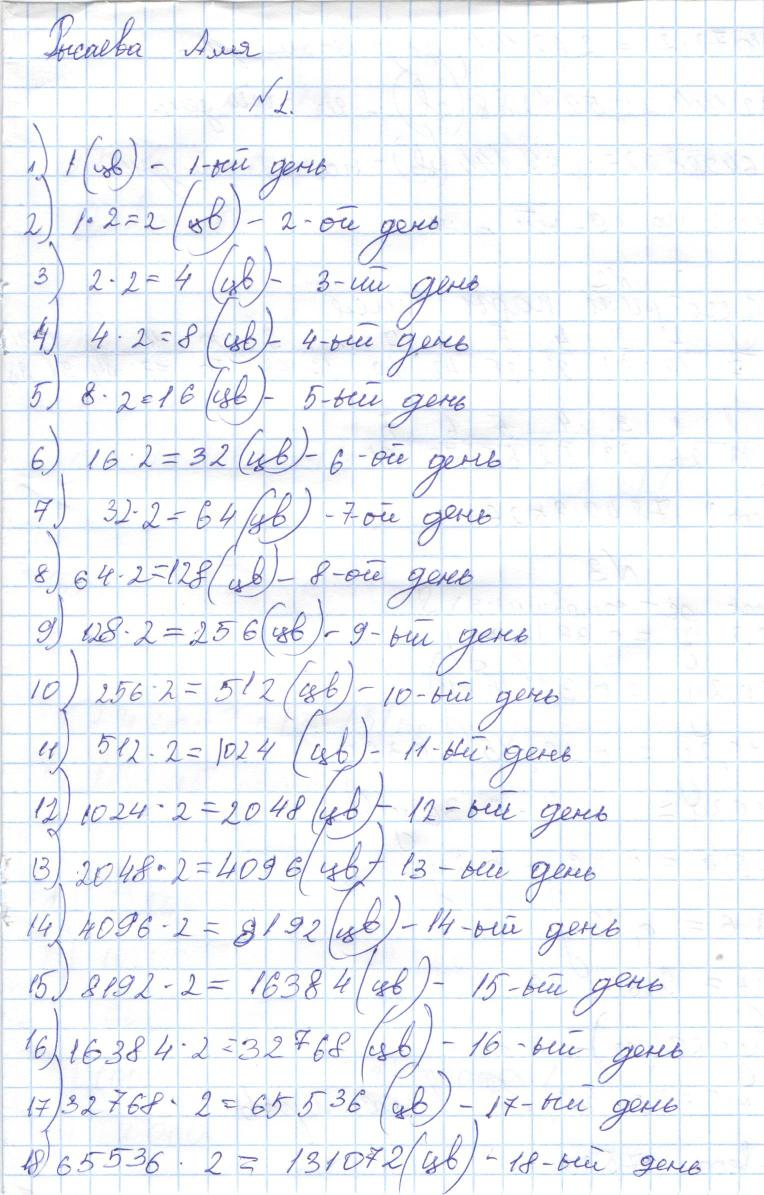 Рысаева Алия
№1.
1) 1 (цв) - 1-ый день
2) 1·2=2 (цв) - 2-ой день
3) 2·2= 4 (цв) - 3-ий день
4) 4·2=8 (цв) - 4-ый день
5) 8·2=16 (цв) - 5-ый день
6) 16·2=32 (цв) - 6-ой день
7) 32·2=64 (цв) - 7-ой день
8) 64·2=128 (цв) - 8-ой день
9) 128·2=256 (цв) - 9-ый день
10) 256·2= 512 (цв) - 10-ый день
11) 512·2=1024 (цв) - 11-ый день
12) 1024·2=2048 (цв) - 12-ый день
13) 2048·2=4096 (цв) - 13-ый день
14) 4096·2= 8192 (цв) - 14-ый день
15) 8192·2= 16384 (цв) - 15-ый день
16) 16384·2=32768 (цв) - 16-ый день
17) 32768·2=65536 (цв) - 17-ый день
18) 65536·2= 131072 (цв) - 18-ый день